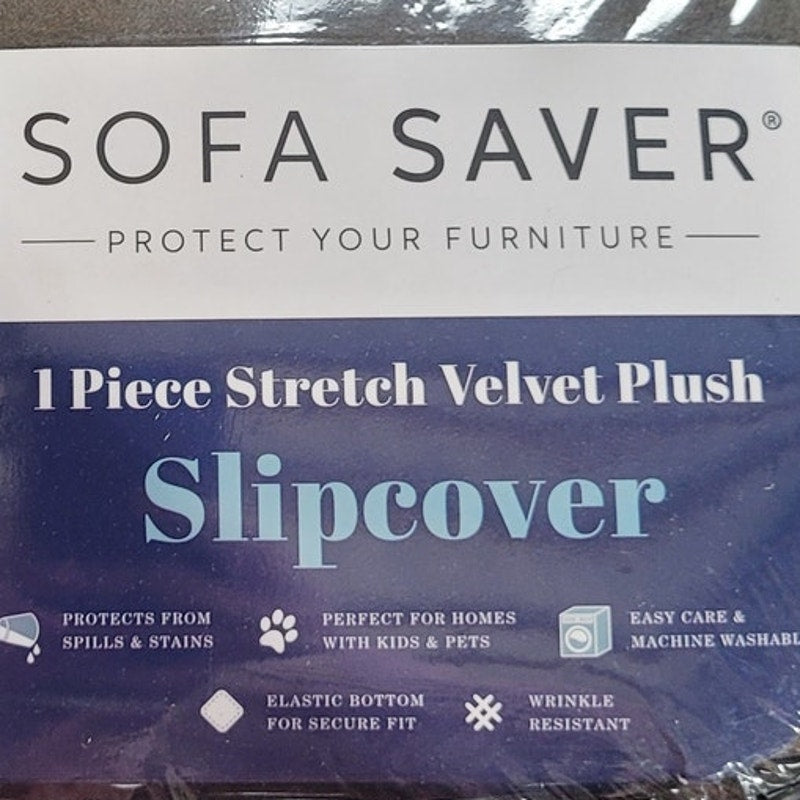 SOFA SAVER®
PROTECT YOUR FURNITURE
1 Piece Stretch Velvet Plush
Slipcover
PROTECTS FROM
SPILLS & STAINS
PERFECT FOR HOMES
WITH KIDS & PETS
EASY CARE &
MACHINE WASHABL
ELASTIC BOTTOM
FOR SECURE FIT
WRINKLE
RESISTANT